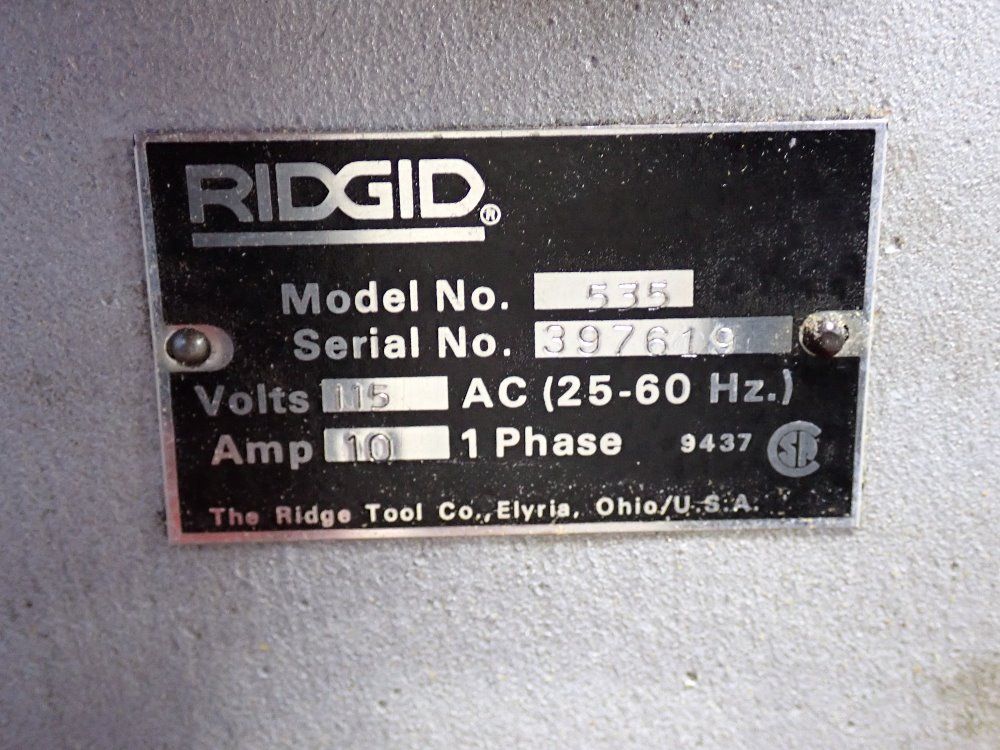 RIDGID®
Model No. 535
Serial No. 397619
Volts 115 AC (25-60 Hz.)
Amp 10 1 Phase 9437 CSA
The Ridge Tool Co., Elyria, Ohio/U.S.A.